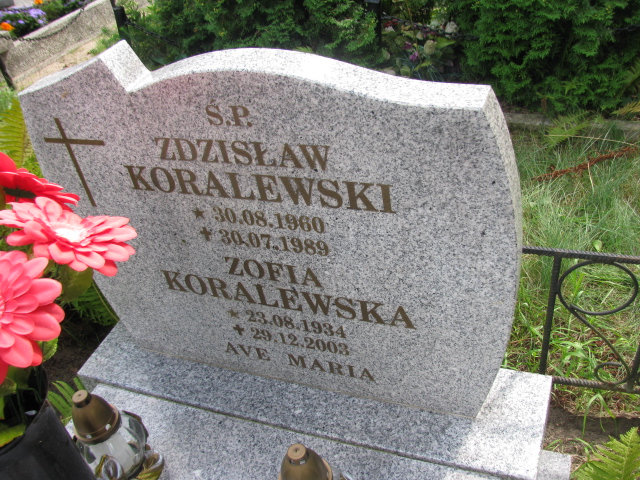 Ś.P.
ZDZISŁAW
KORALEWSKI
★ 30.08.1960
✝ 30.07.1989
ZOFIA
KORALEWSKA
★ 23.08.1934
✝ 29.12.2003
AVE MARIA